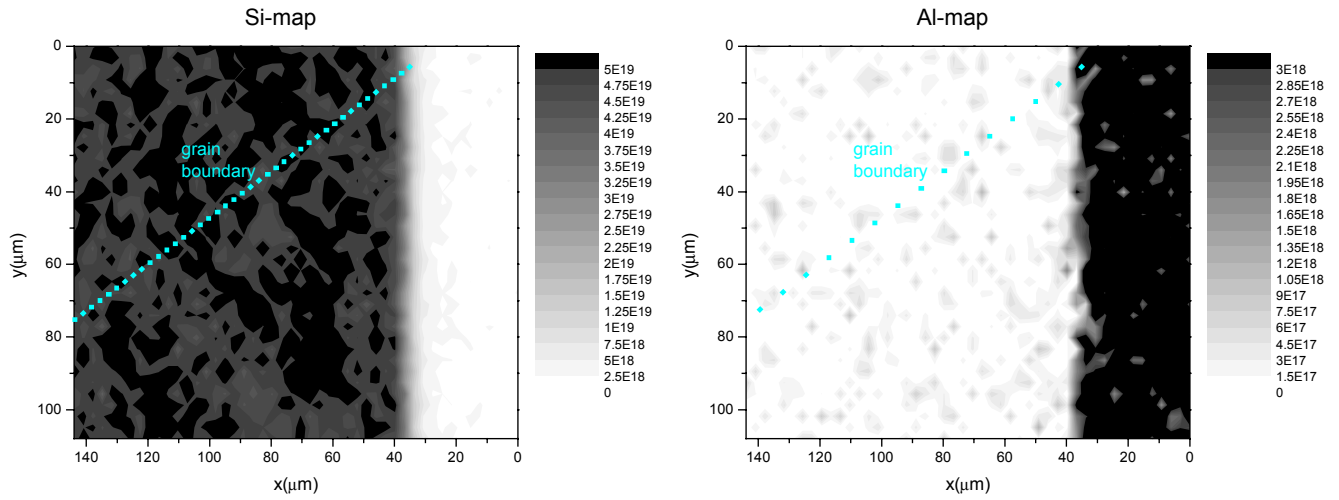 Si-map
0
20
40
60
80
100
y(μm)
140
120
100
80
60
40
20
0
x(μm)
grain
boundary
5E19
4.75E19
4.5E19
4.25E19
4E19
3.75E19
3.5E19
3.25E19
3E19
2.75E19
2.5E19
2.25E19
2E19
1.75E19
1.5E19
1.25E19
1E19
7.5E18
5E18
2.5E18
0
Al-map
0
20
40
60
80
100
y(μm)
140
120
100
80
60
40
20
0
x(μm)
grain
boundary
3E18
2.85E18
2.7E18
2.55E18
2.4E18
2.25E18
2.1E18
1.95E18
1.8E18
1.65E18
1.5E18
1.35E18
1.2E18
1.05E18
9E17
7.5E17
6E17
4.5E17
3E17
1.5E17
0